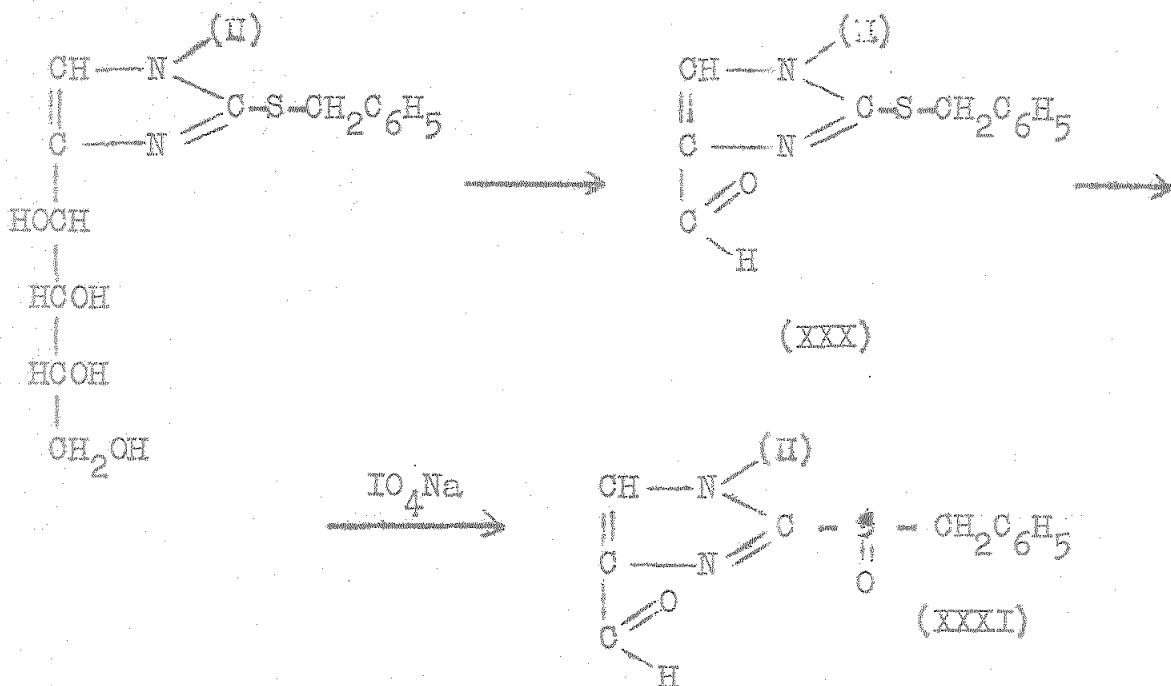 (H) (H)
CH — N CH — N
C-S-CH2C6H5 C-S-CH2C6H5
C — N C — N
HOCH C O
H
HCOH
(XXX)
HCOH
CH2OH
IO4Na
(H)
CH — N
C - S - CH2C6H5
C — N O
C O (XXXI)
H